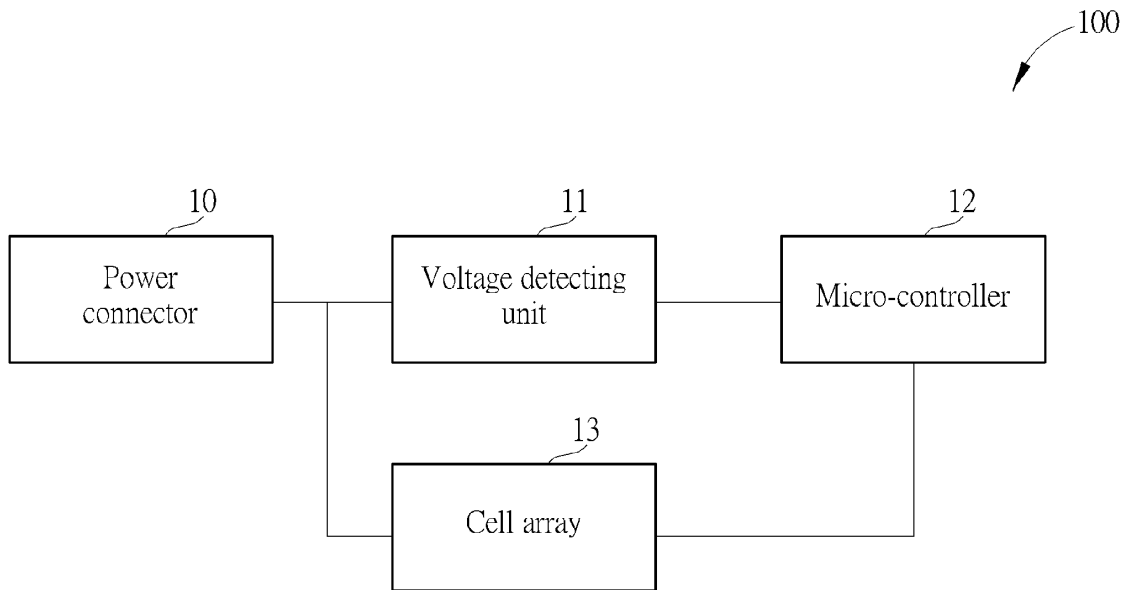 100
10
11
12
Power
connector
Voltage detecting
unit
Micro-controller
13
Cell array